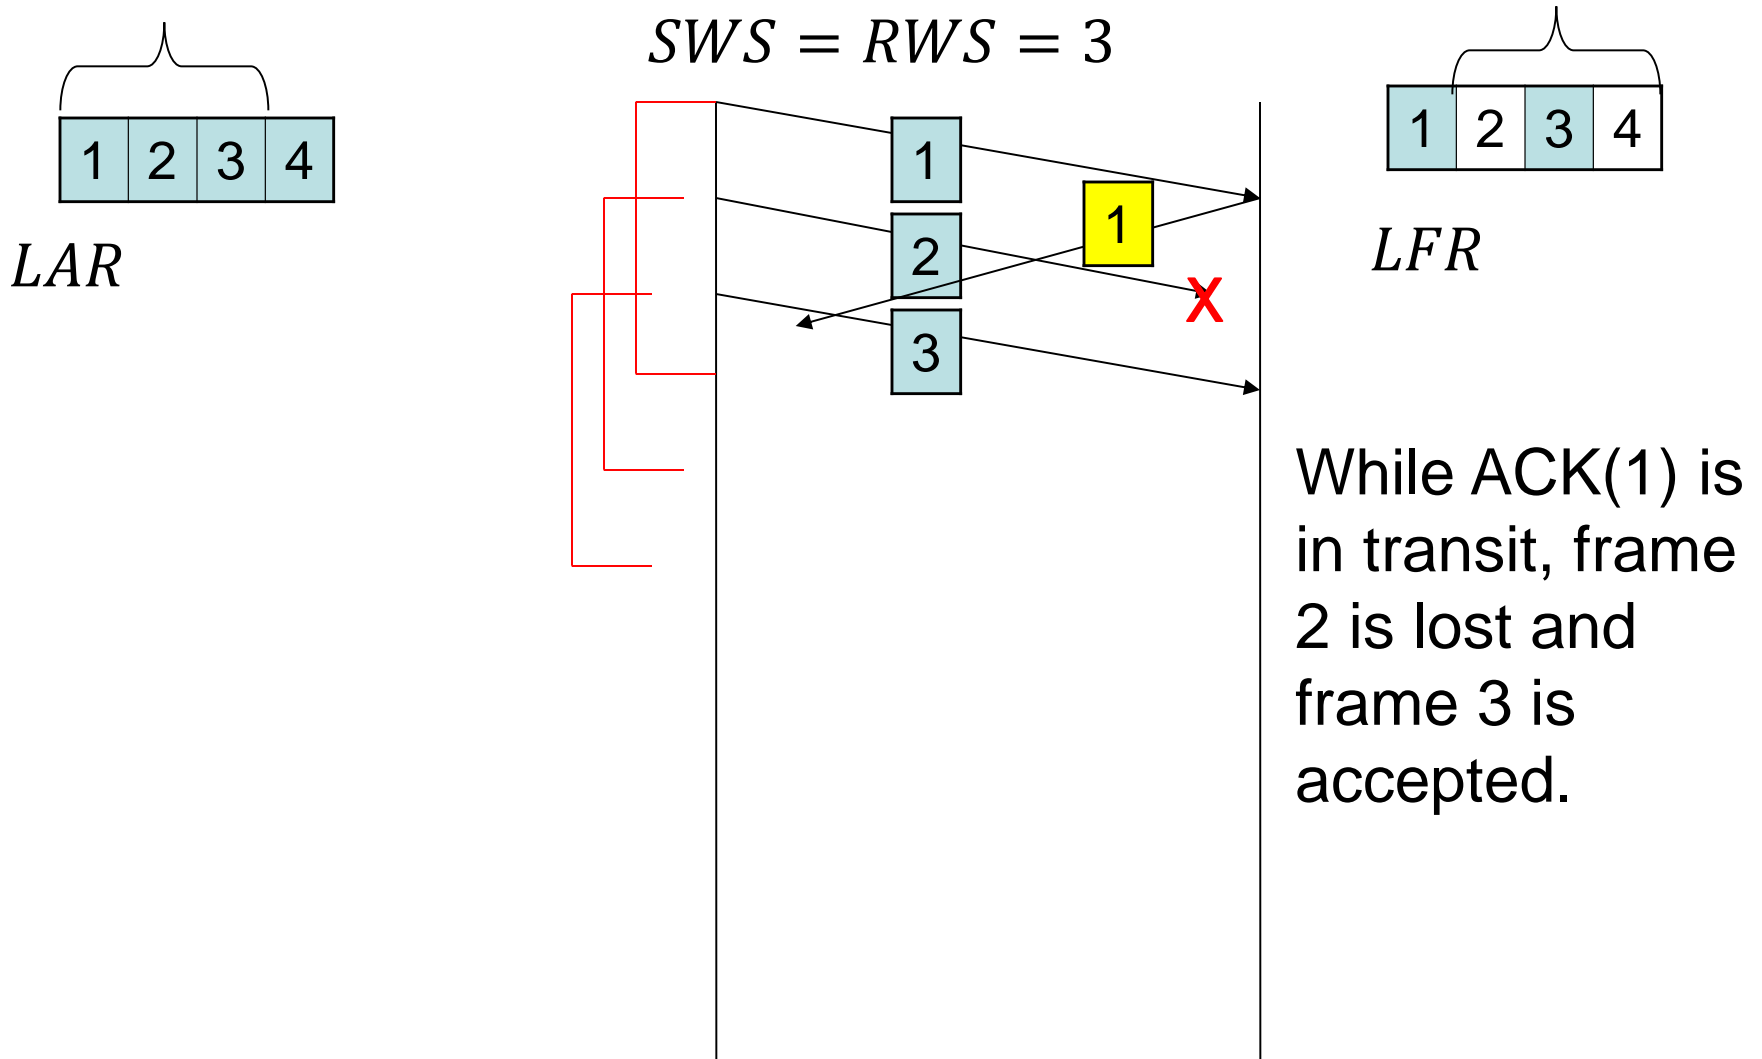 SWS = RWS = 3
1 2 3 4
LAR
1 2 3 4
LFR
1
1
2
X
3
While ACK(1) is
in transit, frame
2 is lost and
frame 3 is
accepted.